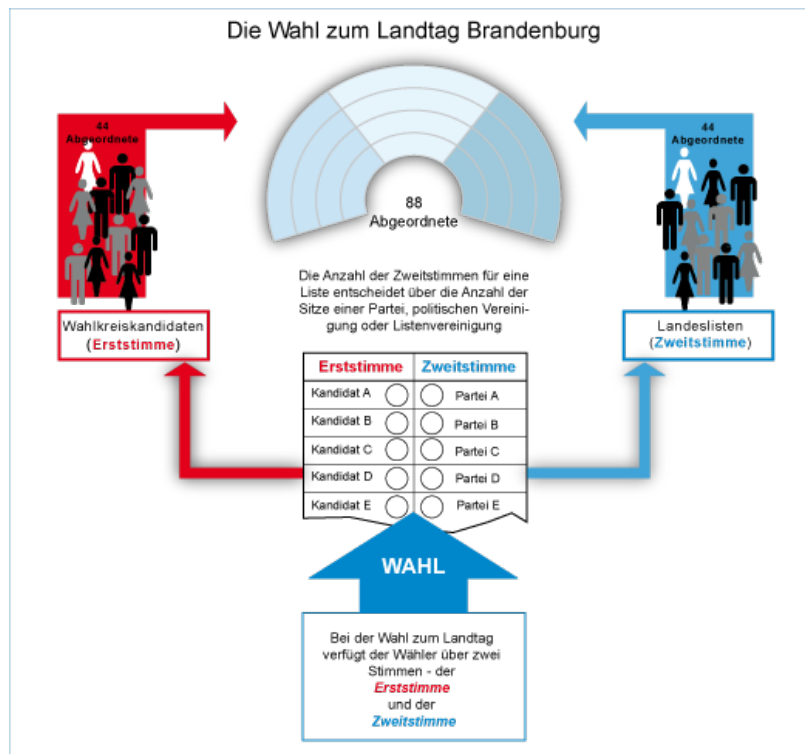 Die Wahl zum Landtag Brandenburg
44
Abgeordnete
44
Abgeordnete
88
Abgeordnete
Die Anzahl der Zweitstimmen für eine
Liste entscheidet über die Anzahl der
Sitze einer Partei, politischen Vereini-
gung oder Listenvereinigung
Wahlkreiskandidaten
(Erststimme)
Landeslisten
(Zweitstimme)
Erststimme Zweitstimme
Kandidat A Partei A
Kandidat B Partei B
Kandidat C Partei C
Kandidat D Partei D
Kandidat E Partei E
WAHL
Bei der Wahl zum Landtag
verfügt der Wähler über zwei
Stimmen - der
Erststimme
und der
Zweitstimme